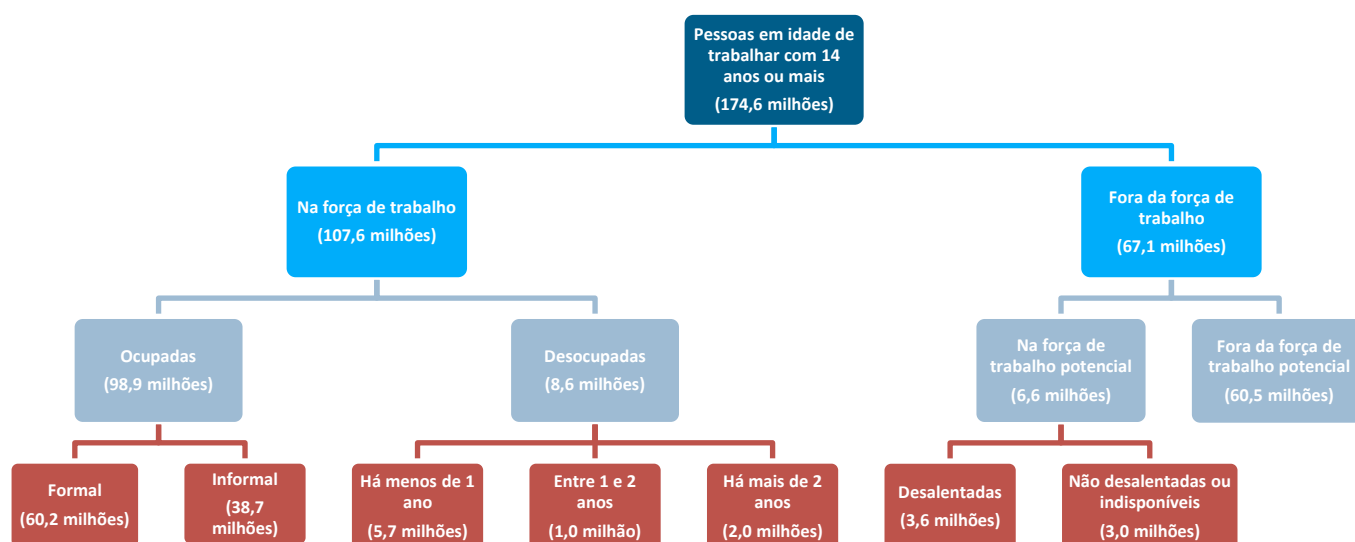 Pessoas em idade de
trabalhar com 14
anos ou mais
(174,6 milhões)
Na força de trabalho
(107,6 milhões)
Fora da força de
trabalho
(67,1 milhões)
Ocupadas
(98,9 milhões)
Desocupadas
(8,6 milhões)
Na força de
trabalho potencial
(6,6 milhões)
Fora da força de
trabalho potencial
(60,5 milhões)
Formal
(60,2 milhões)
Informal
(38,7
milhões)
Há menos de 1
ano
(5,7 milhões)
Entre 1 e 2
anos
(1,0 milhão)
Há mais de 2
anos
(2,0 milhões)
Desalentadas
(3,6 milhões)
Não desalentadas ou
indisponíveis
(3,0 milhões)